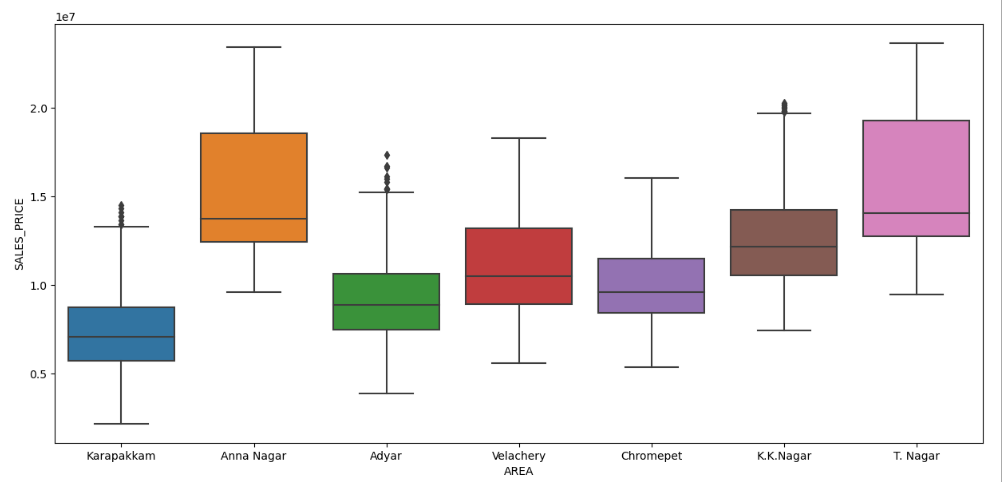 1e7
2.0
1.5
1.0
0.5
SALES_PRICE
Karapakkam Anna Nagar Adyar Velachery Chromepet K.K.Nagar T. Nagar
AREA